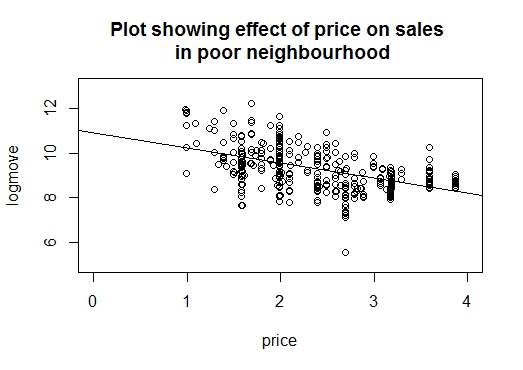 Plot showing effect of price on sales
in poor neighbourhood
12
10
8
6
logmove
0 1 2 3 4
price